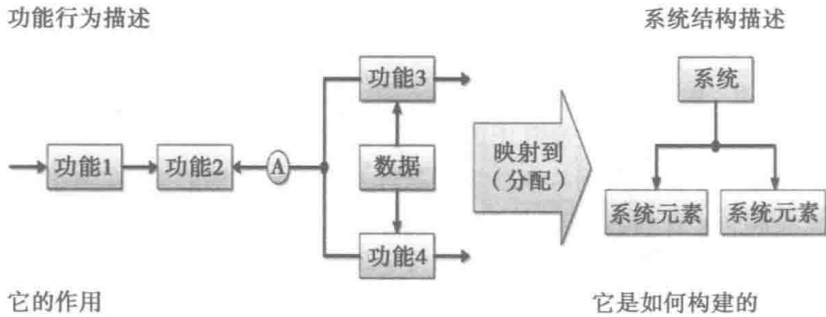 功能行为描述
系统结构描述
功能3
系统
功能1
功能2
A
数据
映射到
（分配）
系统元素
系统元素
功能4
它的作用
它是如何构建的